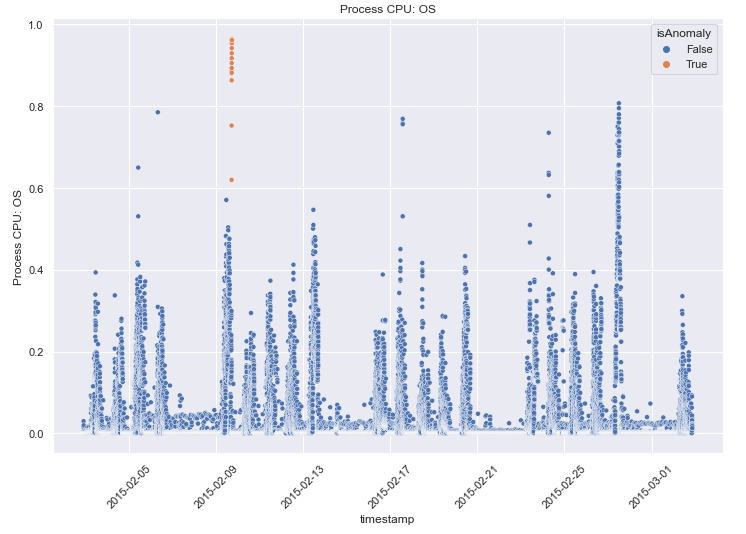 Process CPU: OS
isAnomaly
False
True
1.0
0.8
0.6
0.4
0.2
0.0
Process CPU: OS
2015-02-05
2015-02-09
2015-02-13
2015-02-17
2015-02-21
2015-02-25
2015-03-01
timestamp